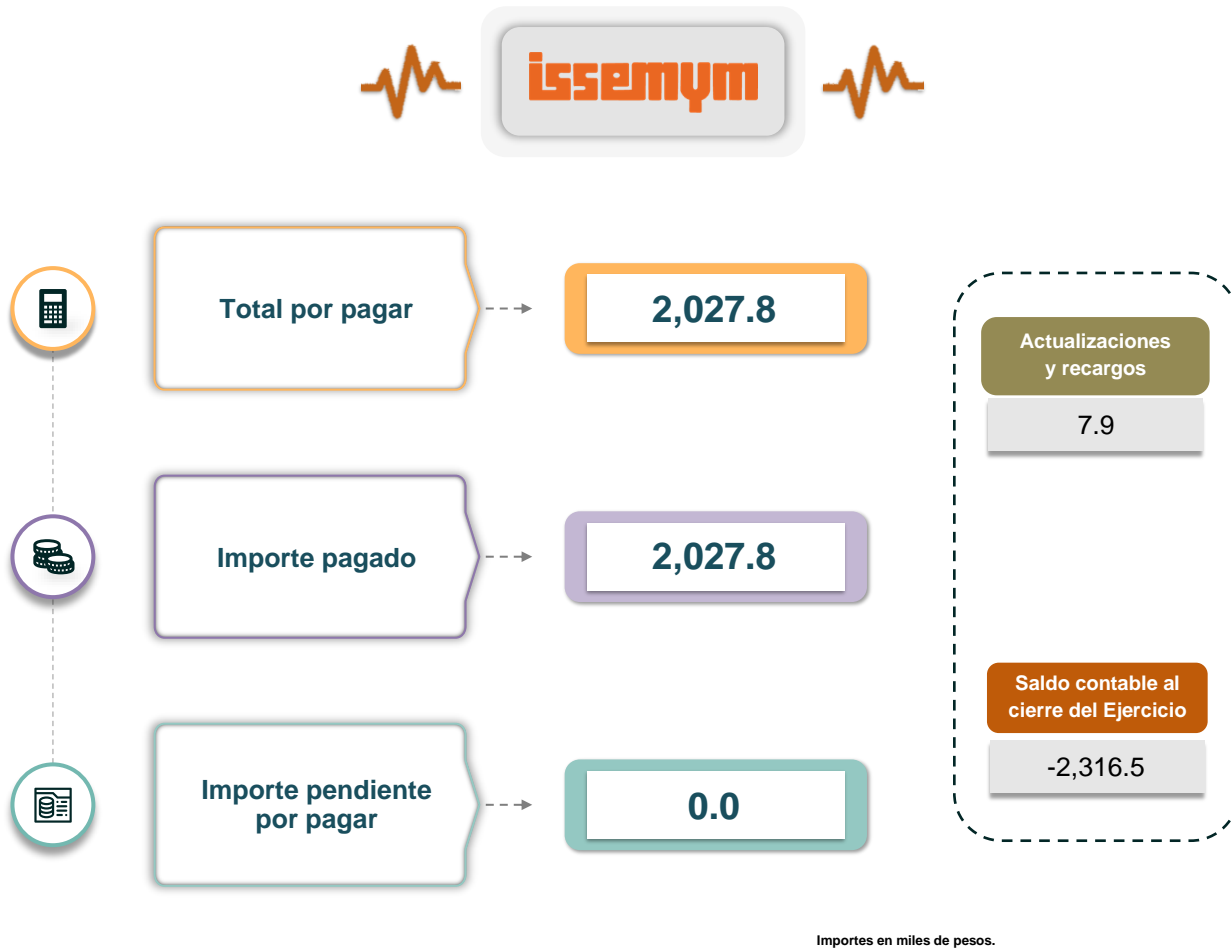 issemym
Total por pagar
2,027.8
Actualizaciones
y recargos
7.9
Importe pagado
2,027.8
Saldo contable al
cierre del Ejercicio
-2,316.5
Importe pendiente
por pagar
0.0
Importes en miles de pesos.